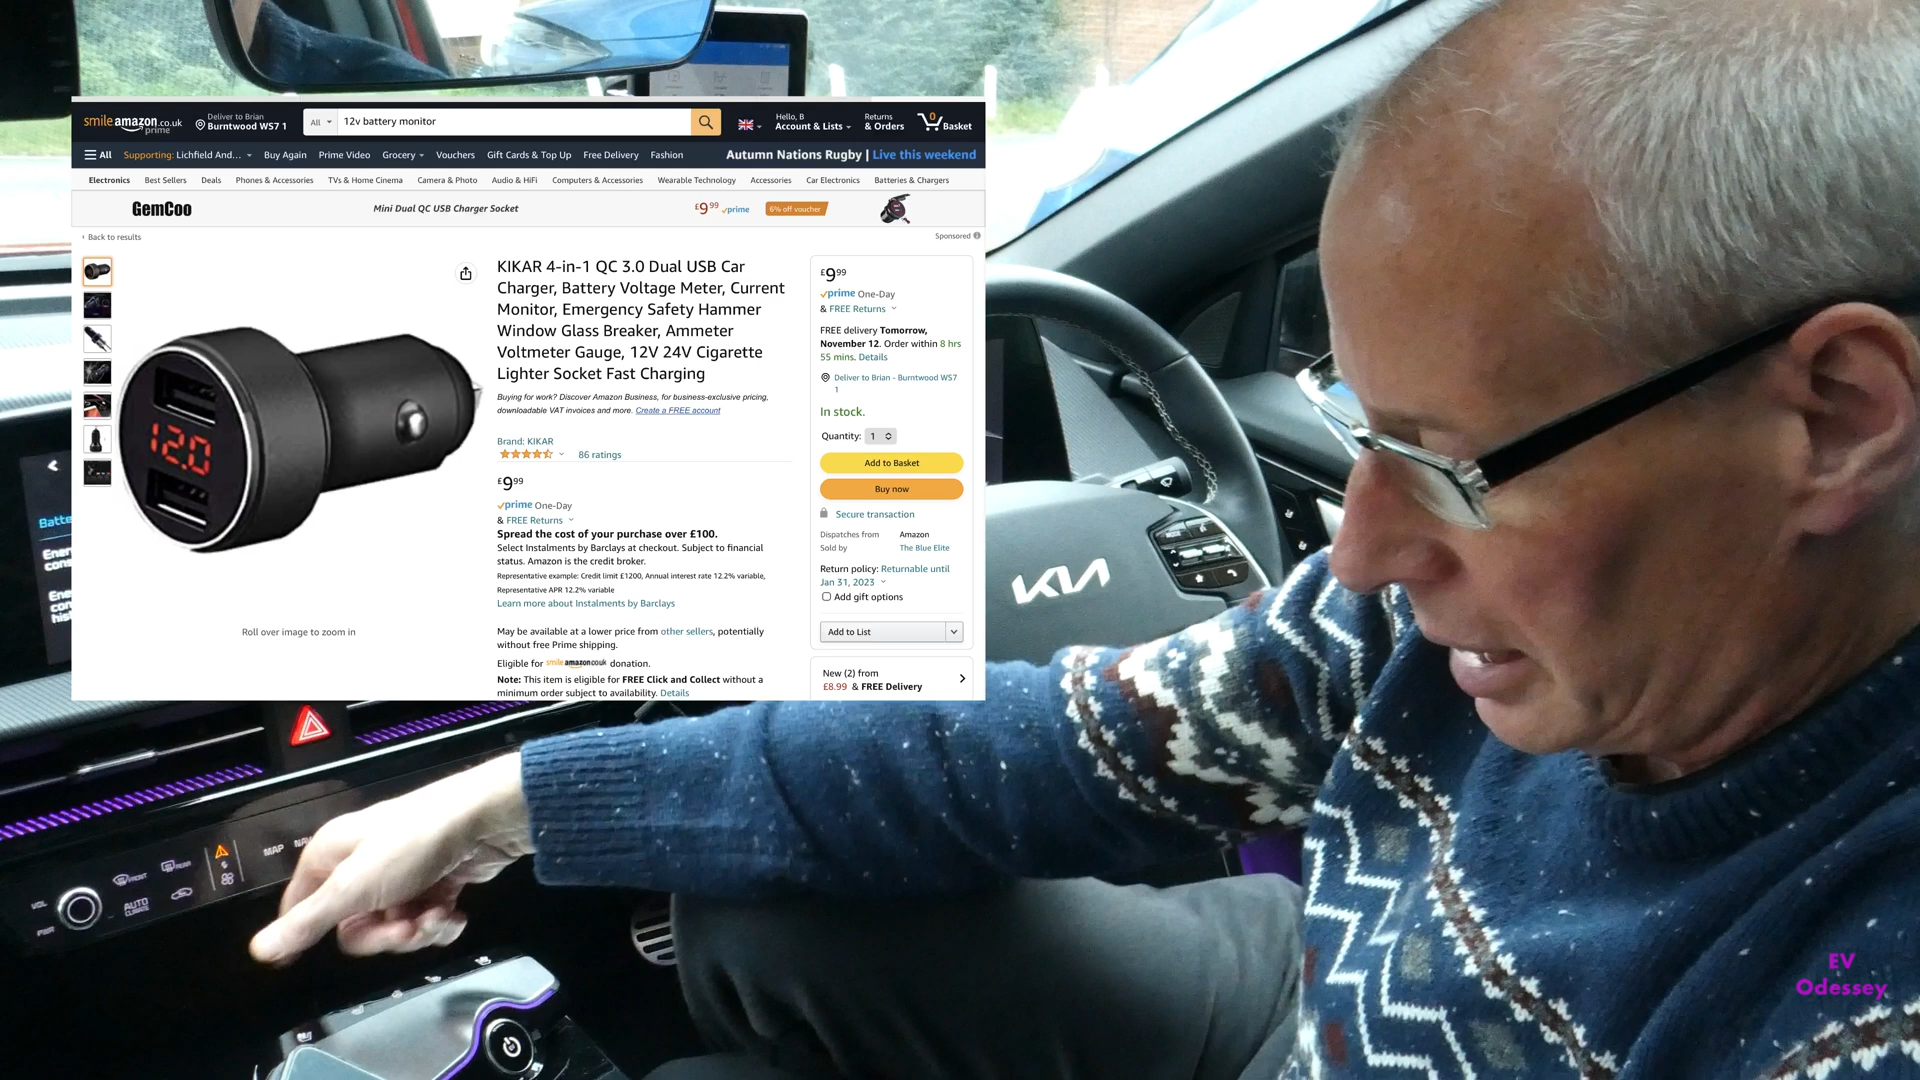 smile amazon.co.uk
prime
Deliver to Brian
Burntwood WS7 1
All
12v battery monitor
Hello, B
Account & Lists
Returns
& Orders
0
Basket
All
Supporting: Lichfield And...
Buy Again
Prime Video
Grocery
Vouchers
Gift Cards & Top Up
Free Delivery
Fashion
Autumn Nations Rugby | Live this weekend
Electronics
Best Sellers
Deals
Phones & Accessories
TVs & Home Cinema
Camera & Photo
Audio & HiFi
Computers & Accessories
Wearable Technology
Accessories
Car Electronics
Batteries & Chargers
GemCoo
Mini Dual QC USB Charger Socket
£9.99 prime
6% off voucher
Back to results
Sponsored
KIKAR 4-in-1 QC 3.0 Dual USB Car
Charger, Battery Voltage Meter, Current
Monitor, Emergency Safety Hammer
Window Glass Breaker, Ammeter
Voltmeter Gauge, 12V 24V Cigarette
Lighter Socket Fast Charging
Buying for work? Discover Amazon Business, for business-exclusive pricing,
downloadable VAT invoices and more. Create a FREE account
Brand: KIKAR
86 ratings
£9.99
prime One-Day
& FREE Returns
Spread the cost of your purchase over £100.
Select Instalments by Barclays at checkout. Subject to financial
status. Amazon is the credit broker.
Representative example: Credit limit £1200, Annual interest rate 12.2% variable,
Representative APR 12.2% variable
Learn more about Instalments by Barclays
May be available at a lower price from other sellers, potentially
without free Prime shipping.
Eligible for smile.amazon.co.uk donation.
Note: This item is eligible for FREE Click and Collect without a
minimum order subject to availability. Details
12.0
Roll over image to zoom in
£9.99
prime One-Day
& FREE Returns
FREE delivery Tomorrow,
November 12. Order within 8 hrs
55 mins. Details
Deliver to Brian - Burntwood WS7
1
In stock.
Quantity: 1
Add to Basket
Buy now
Secure transaction
Dispatches from Amazon
Sold by The Blue Elite
Return policy: Returnable until
Jan 31, 2023
Add gift options
Add to List
New (2) from
£8.99 & FREE Delivery
Batte
Ener
cons
Ene
con
his
KIA
MODE
VOL
PWR
FRONT
REAR
AUTO
CLIMATE
MAP
EV
Odessey